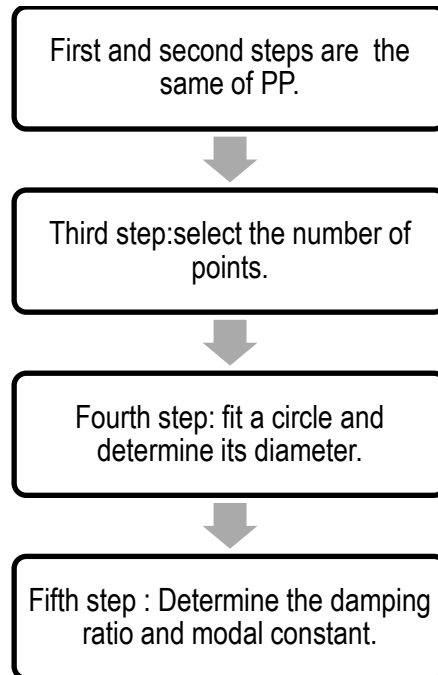 First and second steps are the
same of PP.
Third step:select the number of
points.
Fourth step: fit a circle and
determine its diameter.
Fifth step : Determine the damping
ratio and modal constant.